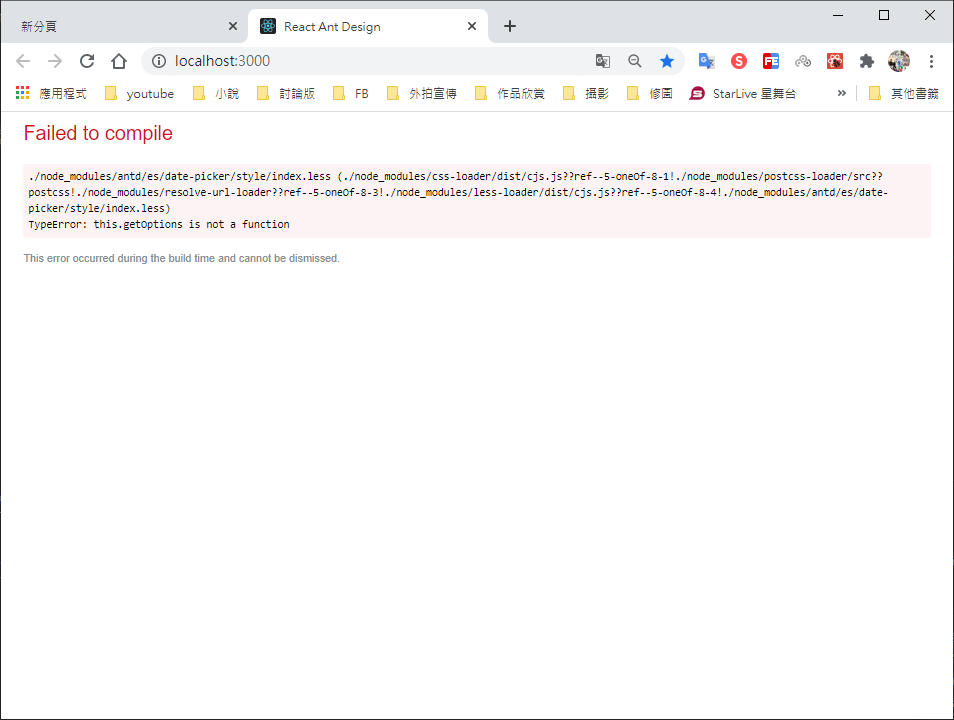 新分頁
React Ant Design
localhost:3000
應用程式 youtube 小說 討論版 FB 外拍宣傳 作品欣賞 攝影 修圖 StarLive 星舞台 » 其他書籤
Failed to compile
./node_modules/antd/es/date-picker/style/index.less (./node_modules/css-loader/dist/cjs.js??ref--5-oneOf-8-1!./node_modules/postcss-loader/src??
postcss!./node_modules/resolve-url-loader??ref--5-oneOf-8-3!./node_modules/less-loader/dist/cjs.js??ref--5-oneOf-8-4!./node_modules/antd/es/date-
picker/style/index.less)
TypeError: this.getOptions is not a function
This error occurred during the build time and cannot be dismissed.